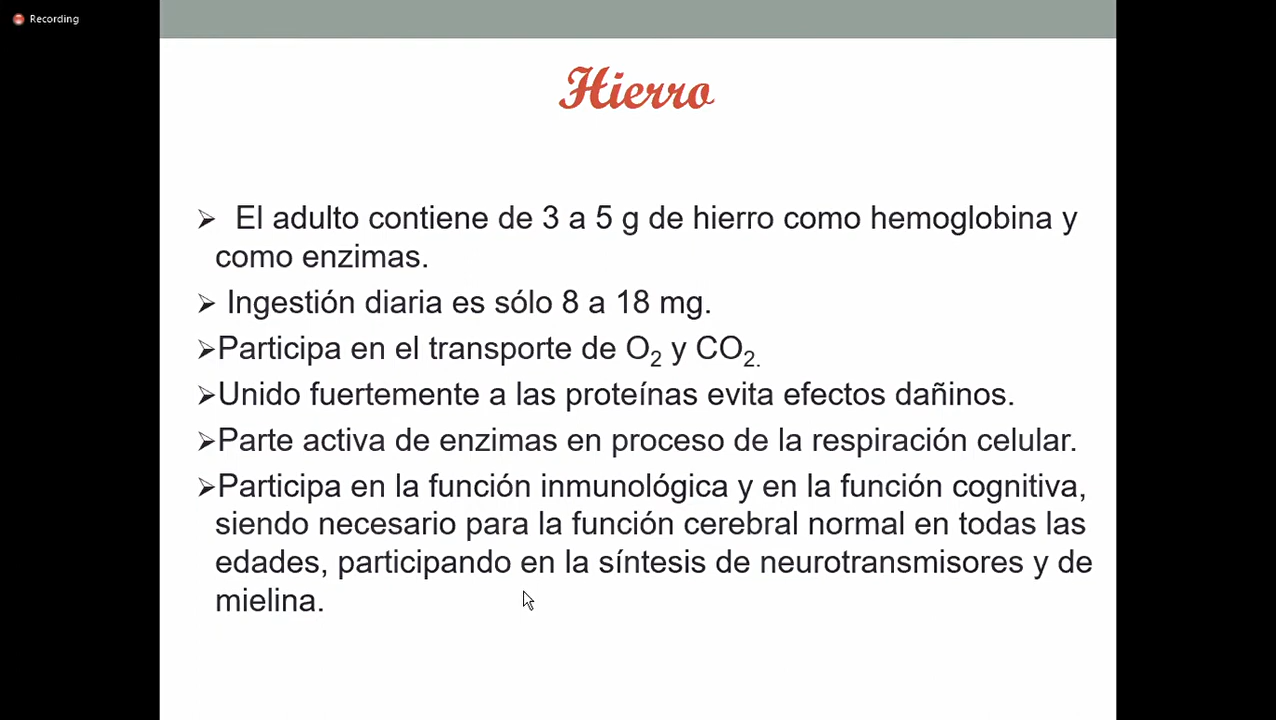 Recording
Hierro
➢ El adulto contiene de 3 a 5 g de hierro como hemoglobina y
como enzimas.
➢ Ingestión diaria es sólo 8 a 18 mg.
➢Participa en el transporte de O₂ y CO₂.
➢Unido fuertemente a las proteínas evita efectos dañinos.
➢Parte activa de enzimas en proceso de la respiración celular.
➢Participa en la función inmunológica y en la función cognitiva,
siendo necesario para la función cerebral normal en todas las
edades, participando en la síntesis de neurotransmisores y de
mielina.